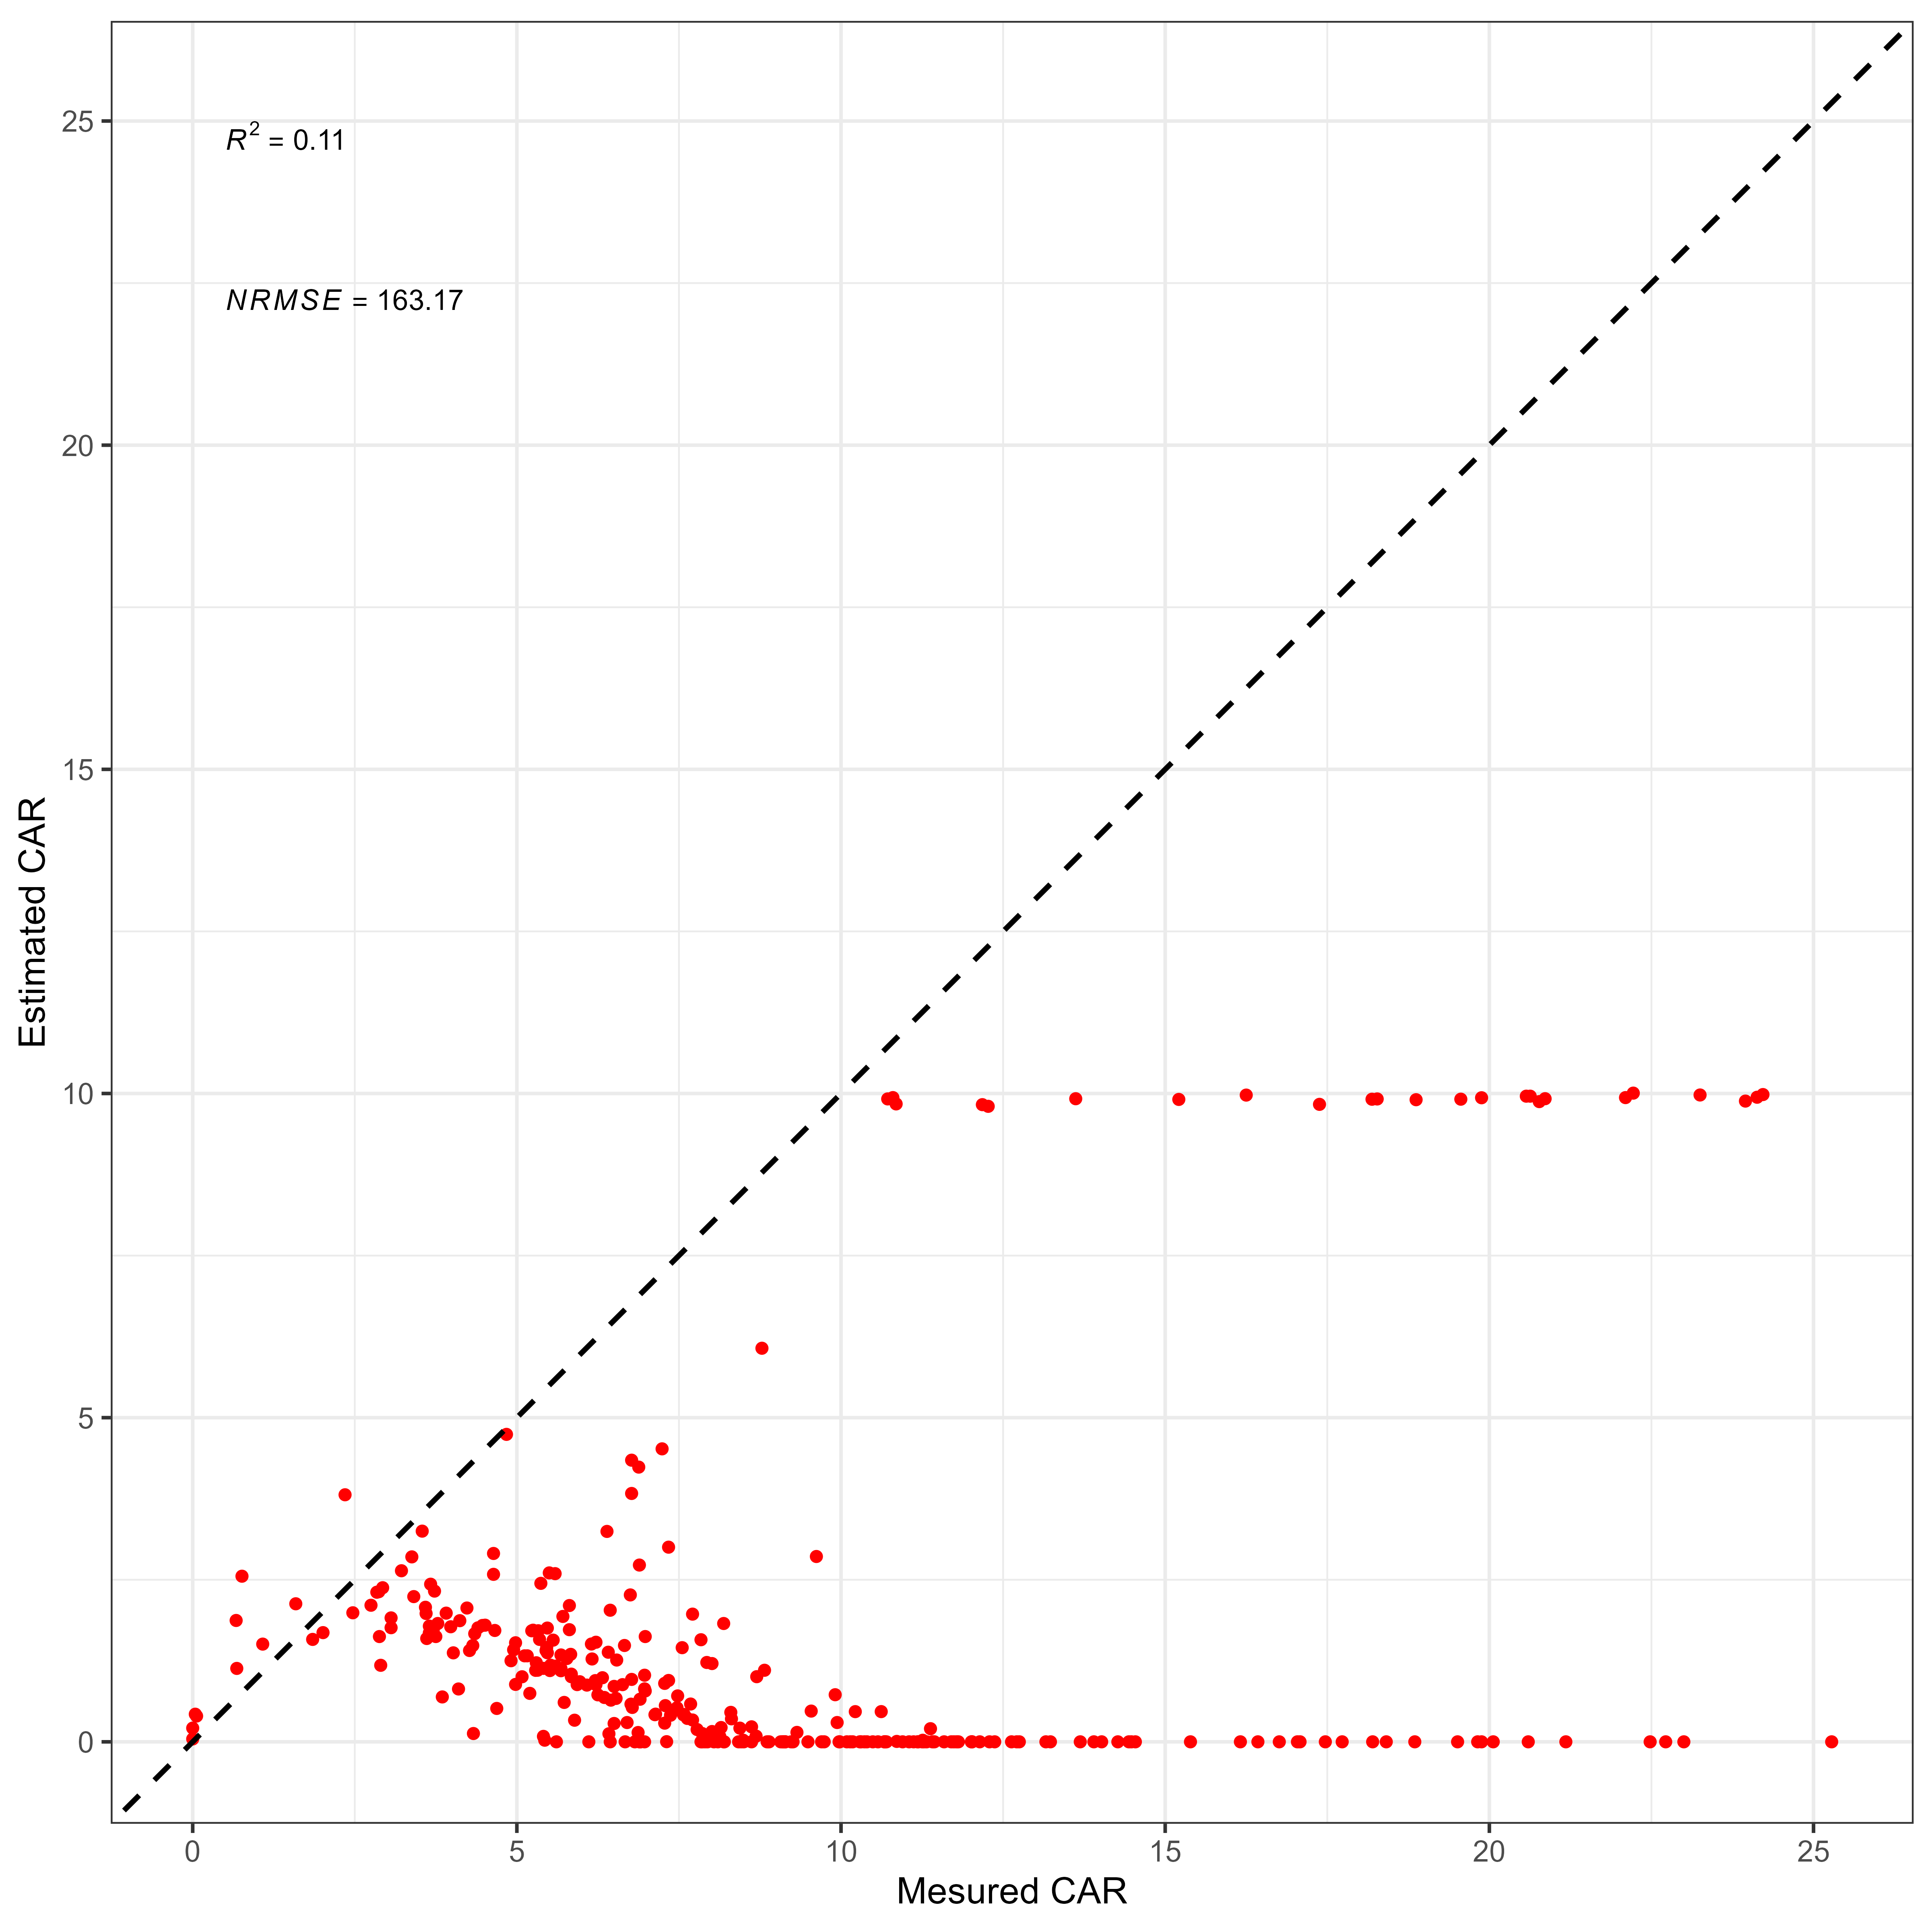 25
R² = 0.11
NRMSE = 163.17
20
15
10
5
0
Estimated CAR
0 5 10 15 20 25
Mesured CAR